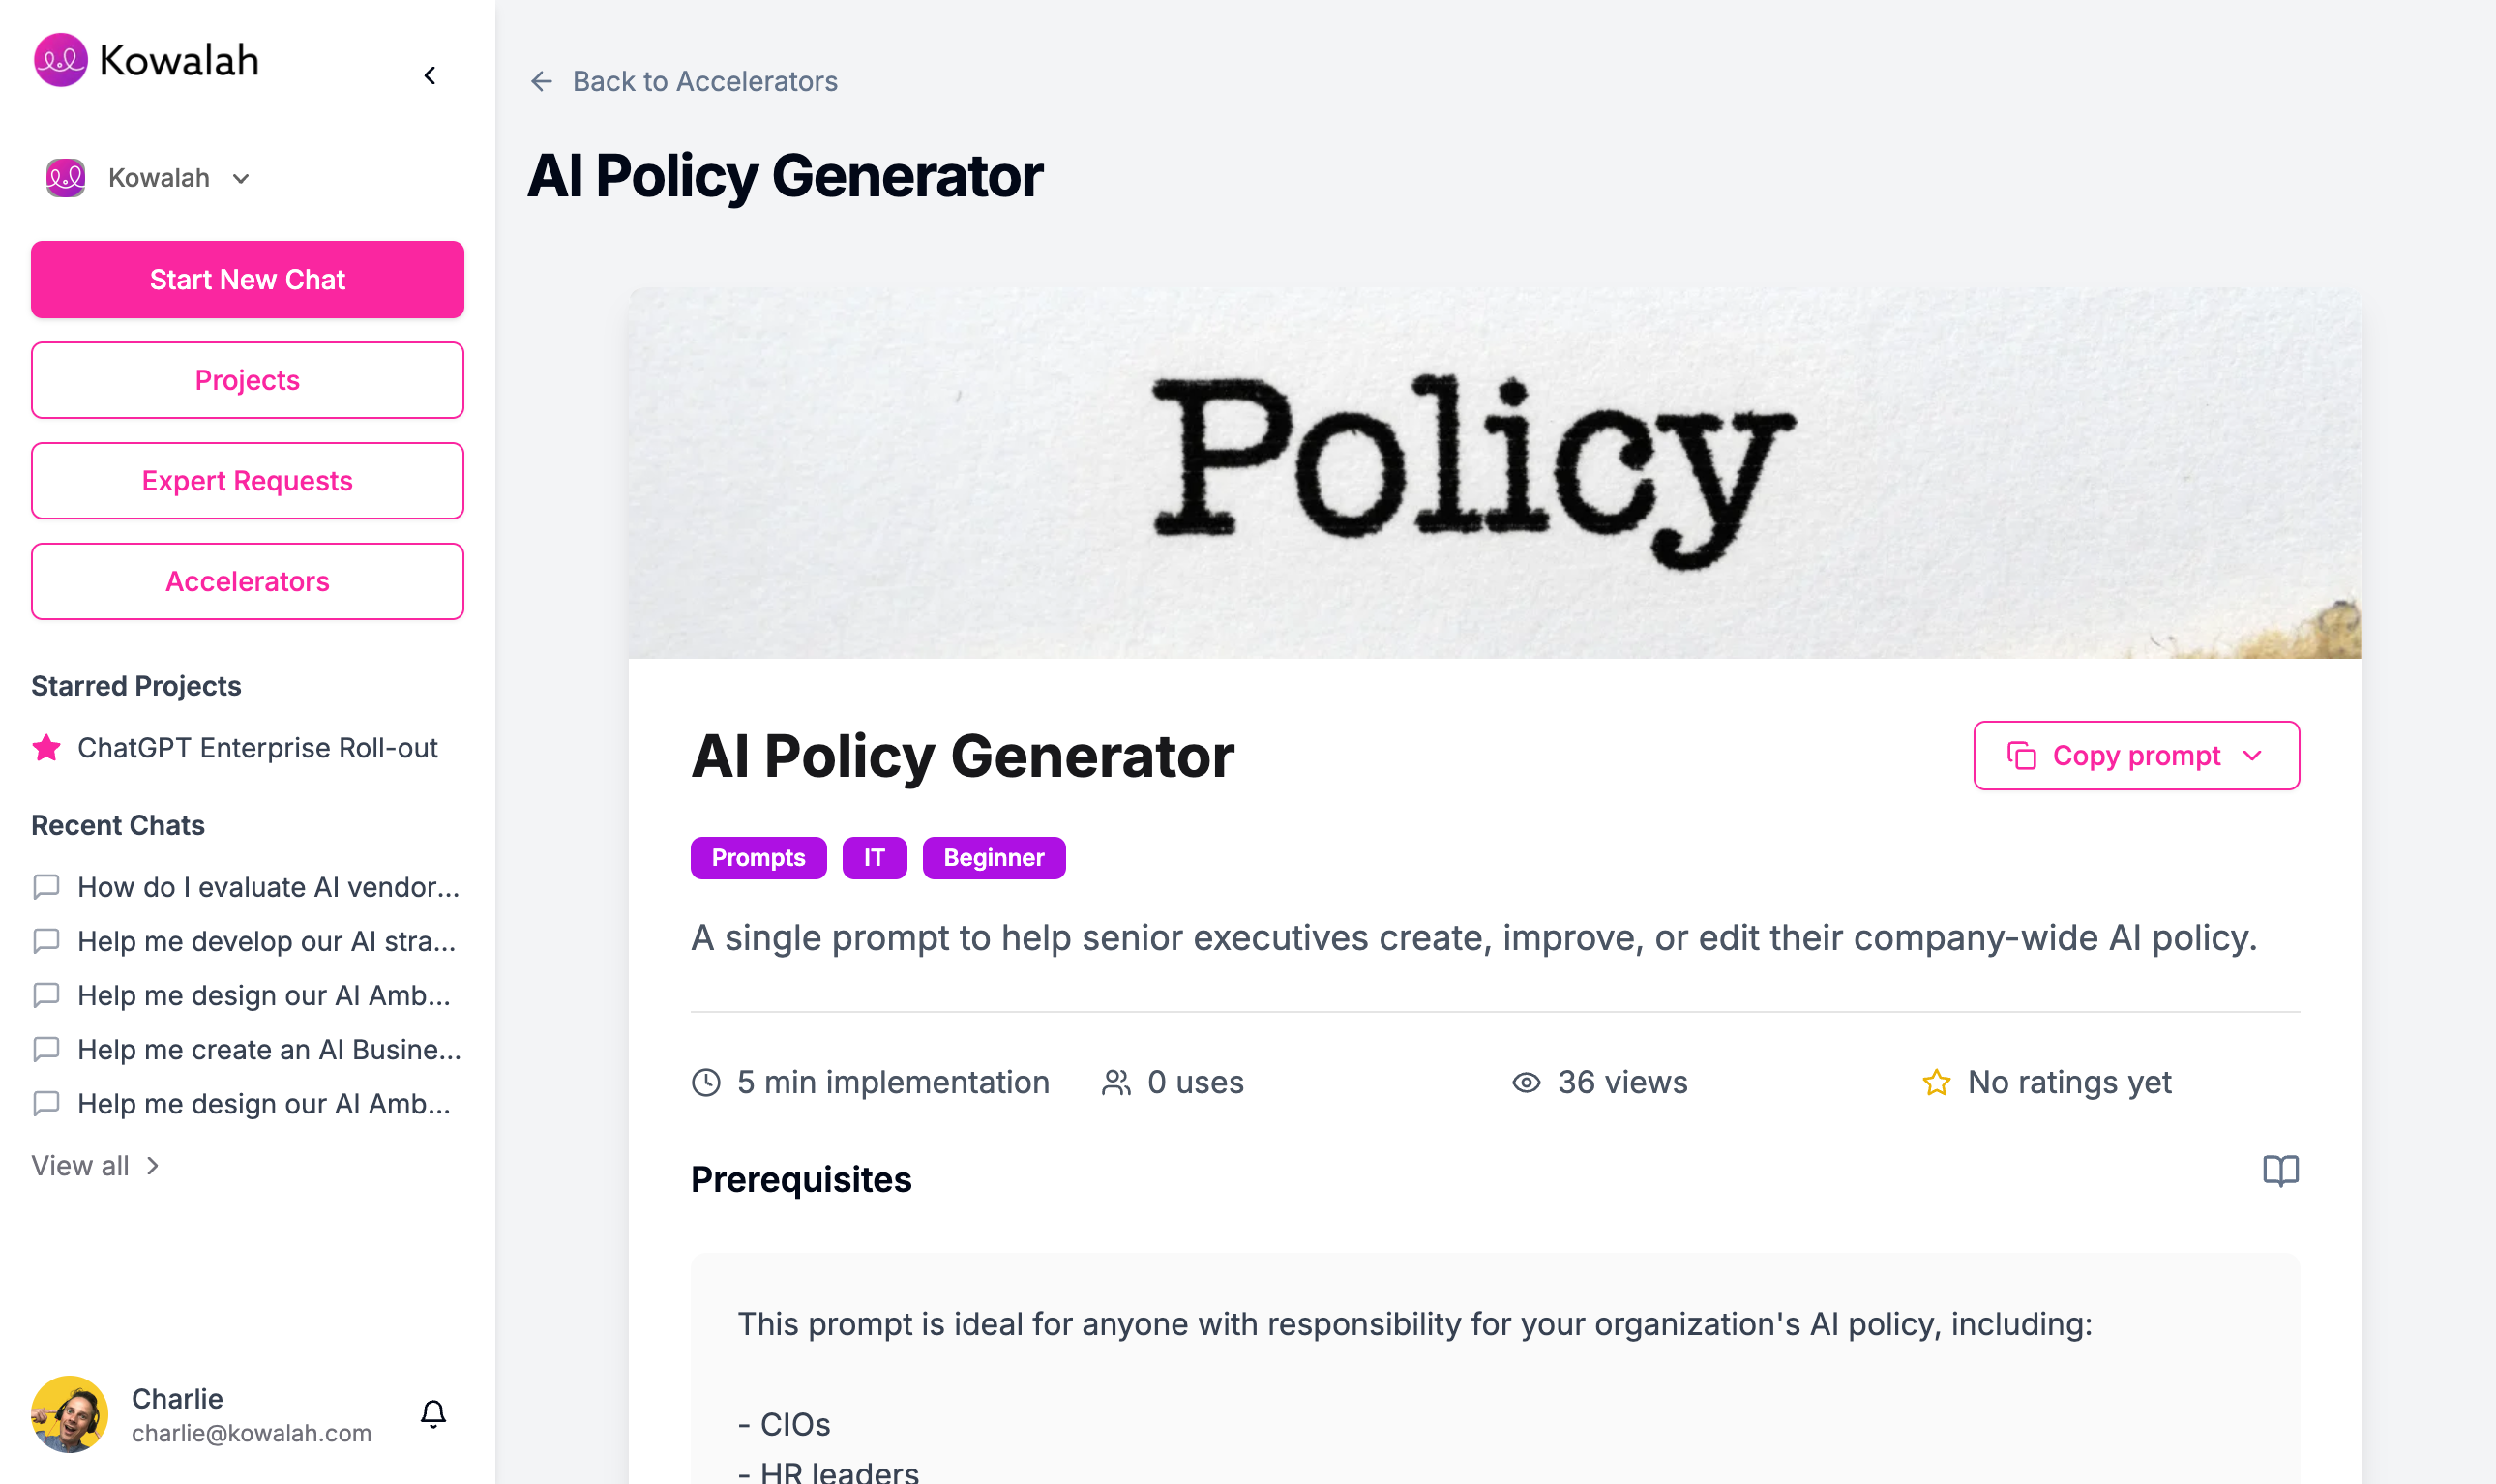 Kowalah
Kowalah
Start New Chat
Projects
Expert Requests
Accelerators
Starred Projects
ChatGPT Enterprise Roll-out
Recent Chats
How do I evaluate AI vendor...
Help me develop our AI stra...
Help me design our AI Amb...
Help me create an AI Busine...
Help me design our AI Amb...
View all
Charlie
charlie@kowalah.com
Back to Accelerators
AI Policy Generator
Policy
AI Policy Generator
Copy prompt
Prompts IT Beginner
A single prompt to help senior executives create, improve, or edit their company-wide AI policy.
5 min implementation 0 uses 36 views No ratings yet
Prerequisites
This prompt is ideal for anyone with responsibility for your organization's AI policy, including:
- CIOs
- HR leaders